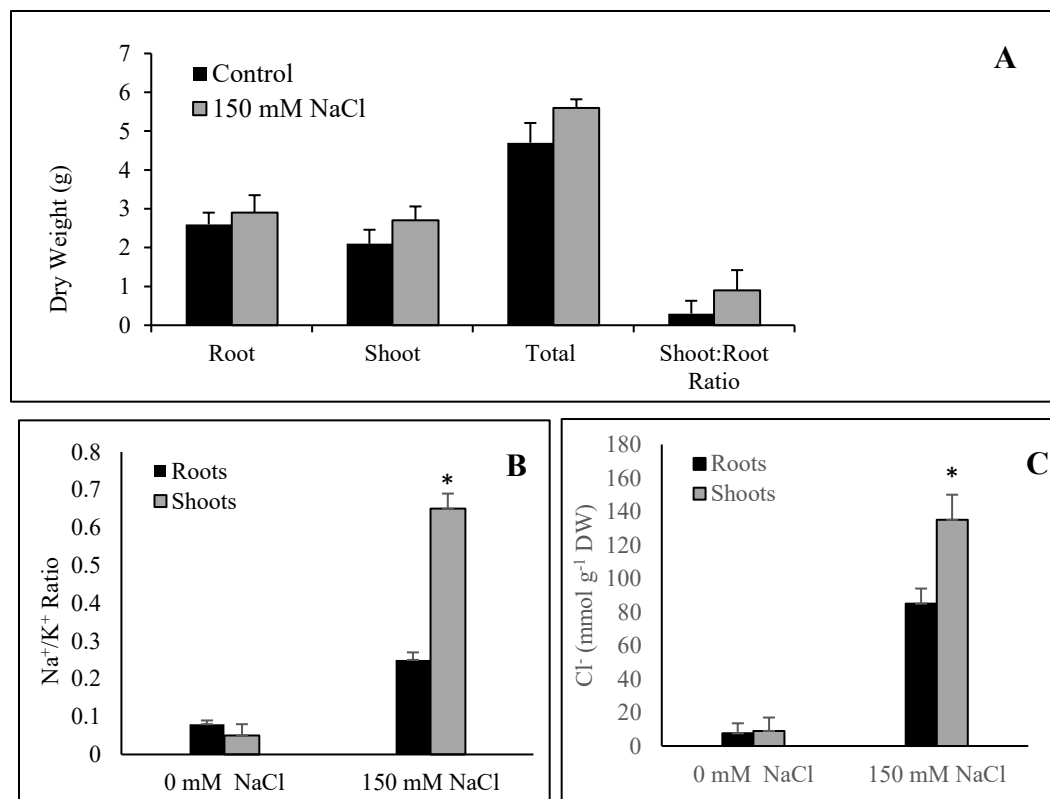 A
7
6
5
4
3
2
1
0
Dry Weight (g)
Control
150 mM NaCl
Root
Shoot
Total
Shoot:Root
Ratio
B
0.8
0.7
0.6
0.5
0.4
0.3
0.2
0.1
0
Na⁺/K⁺ Ratio
Roots
Shoots
*
0 mM NaCl
150 mM NaCl
C
180
160
140
120
100
80
60
40
20
0
Cl⁻ (mmol g⁻¹ DW)
Roots
Shoots
*
0 mM NaCl
150 mM NaCl